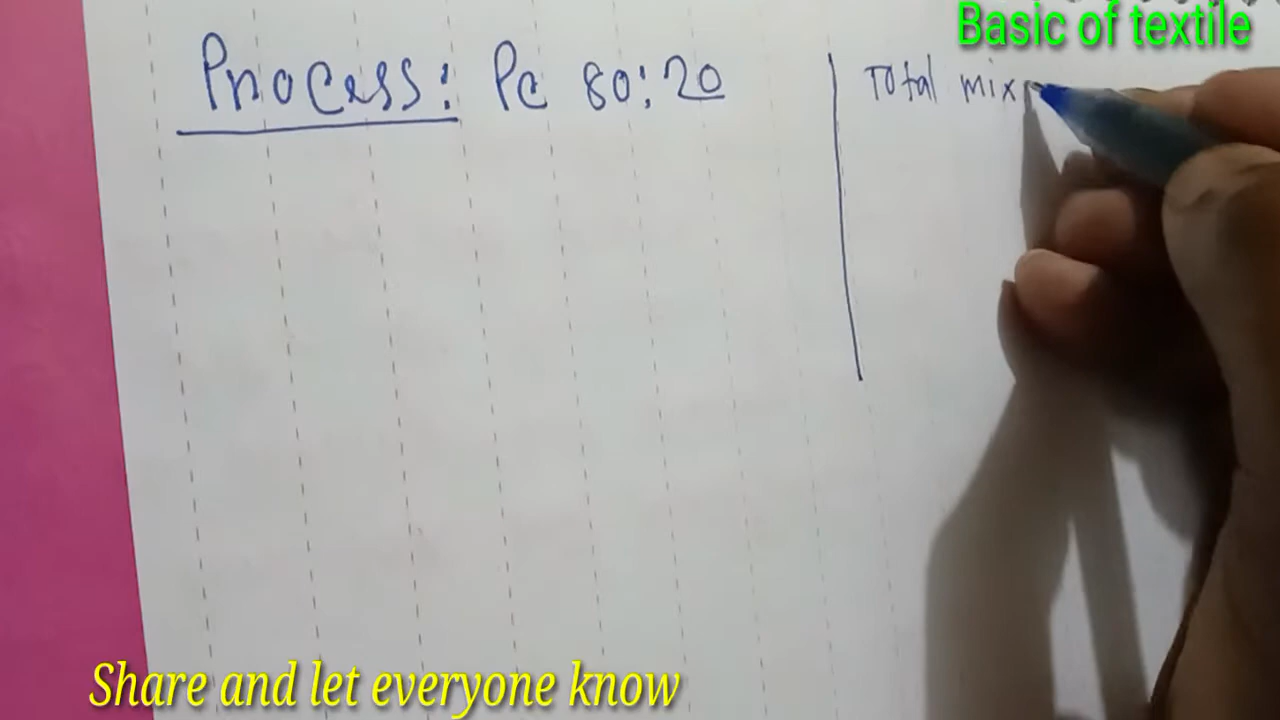 Basic of textile
Process: Pc 80:20
Total mix
Share and let everyone know